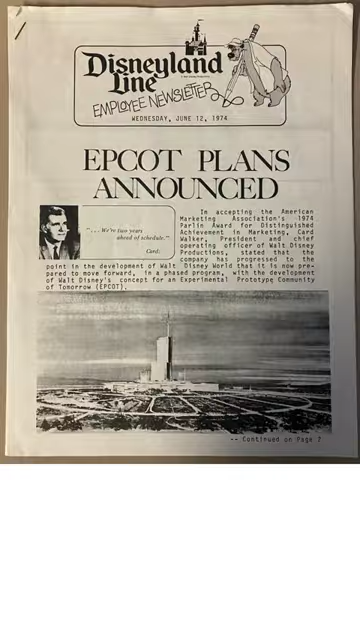 Disneyland
Line
EMPLOYEE NEWSLETTER
WEDNESDAY, JUNE 12, 1974
EPCOT PLANS
ANNOUNCED
"... We're two years
ahead of schedule."
Card:
In accepting the American
Marketing Association's 1974
Parlin Award for Distinguished
Achievement in Marketing, Card
Walker, President and chief
operating officer of Walt Disney
Productions, stated that the
company has progressed to the
point in the development of Walt Disney World that it is now pre-
pared to move forward, in a phased program, with the development
of Walt Disney's concept for an Experimental Prototype Community
of Tomorrow (EPCOT).
-- Continued on Page 7